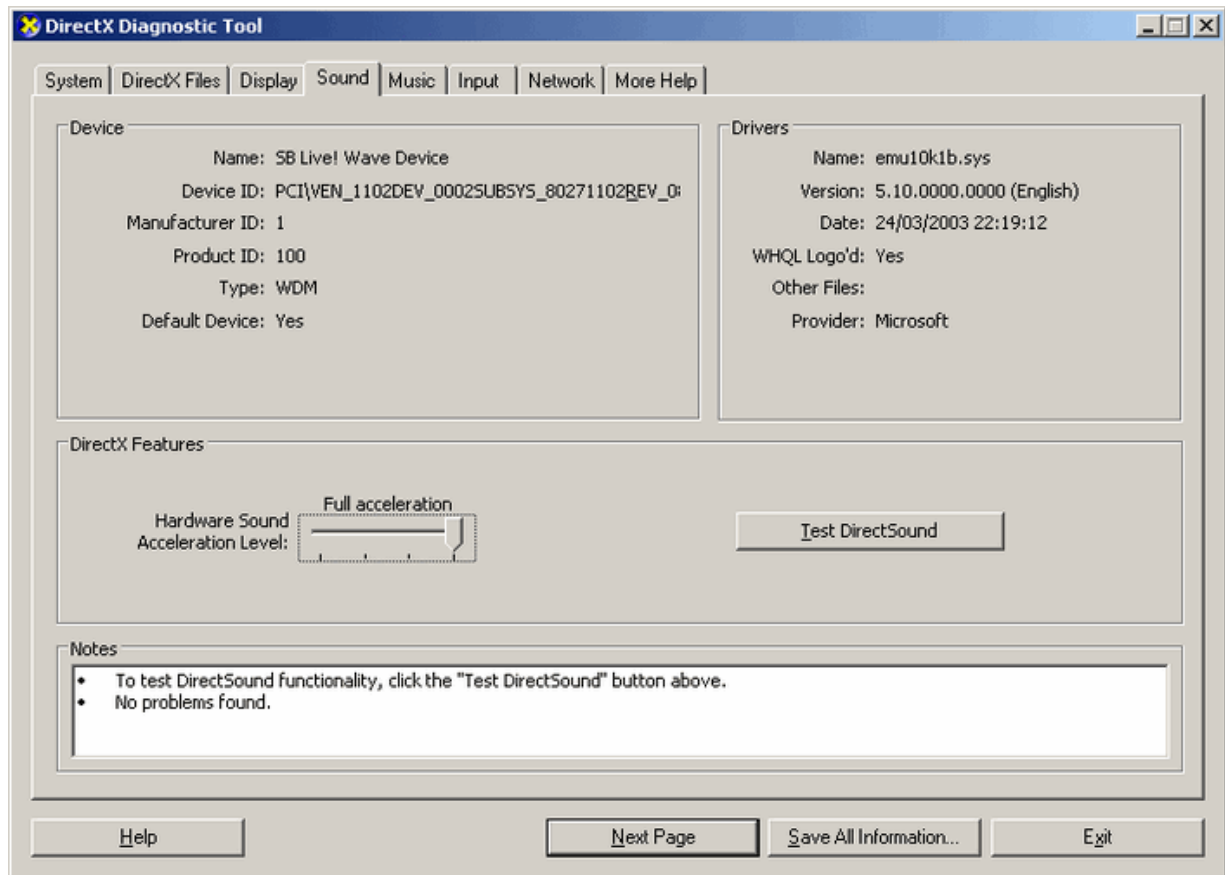 DirectX Diagnostic Tool
System DirectX Files Display Sound Music Input Network More Help
Device
Name: SB Live! Wave Device
Device ID: PCI\VEN_1102DEV_0002SUBSYS_80271102REV_0
Manufacturer ID: 1
Product ID: 100
Type: WDM
Default Device: Yes
Drivers
Name: emu10k1b.sys
Version: 5.10.0000.0000 (English)
Date: 24/03/2003 22:19:12
WHQL Logo'd: Yes
Other Files:
Provider: Microsoft
DirectX Features
Hardware Sound
Acceleration Level:
Full acceleration
Test DirectSound
Notes
• To test DirectSound functionality, click the "Test DirectSound" button above.
• No problems found.
Help Next Page Save All Information... Exit